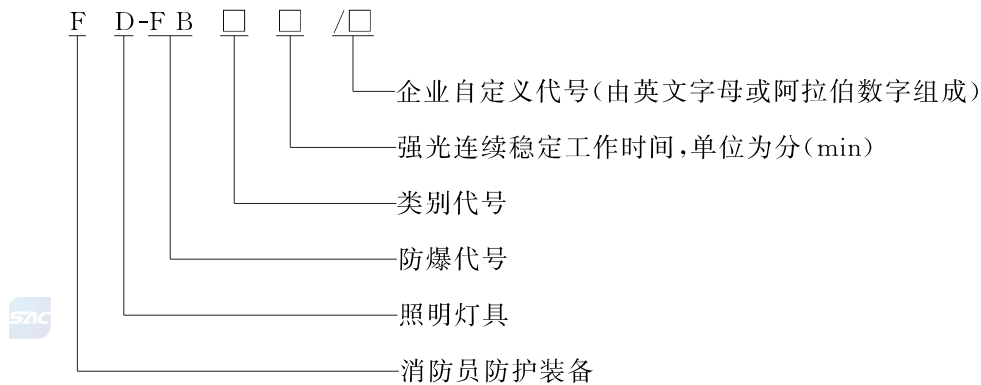 F D-F B □ □ /□
企业自定义代号(由英文字母或阿拉伯数字组成)
强光连续稳定工作时间,单位为分(min)
类别代号
防爆代号
照明灯具
消防员防护装备
SAC